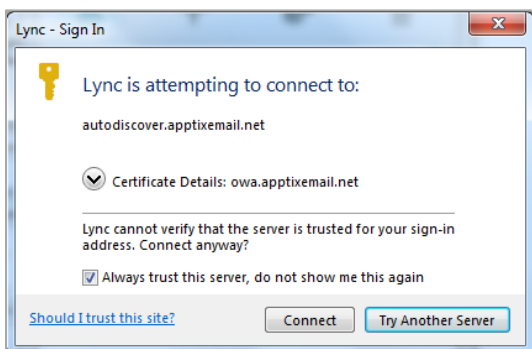 Lync - Sign In
Lync is attempting to connect to:
autodiscover.apptixemail.net
Certificate Details: owa.apptixemail.net
Lync cannot verify that the server is trusted for your sign-in
address. Connect anyway?
Always trust this server, do not show me this again
Should I trust this site?
Connect
Try Another Server